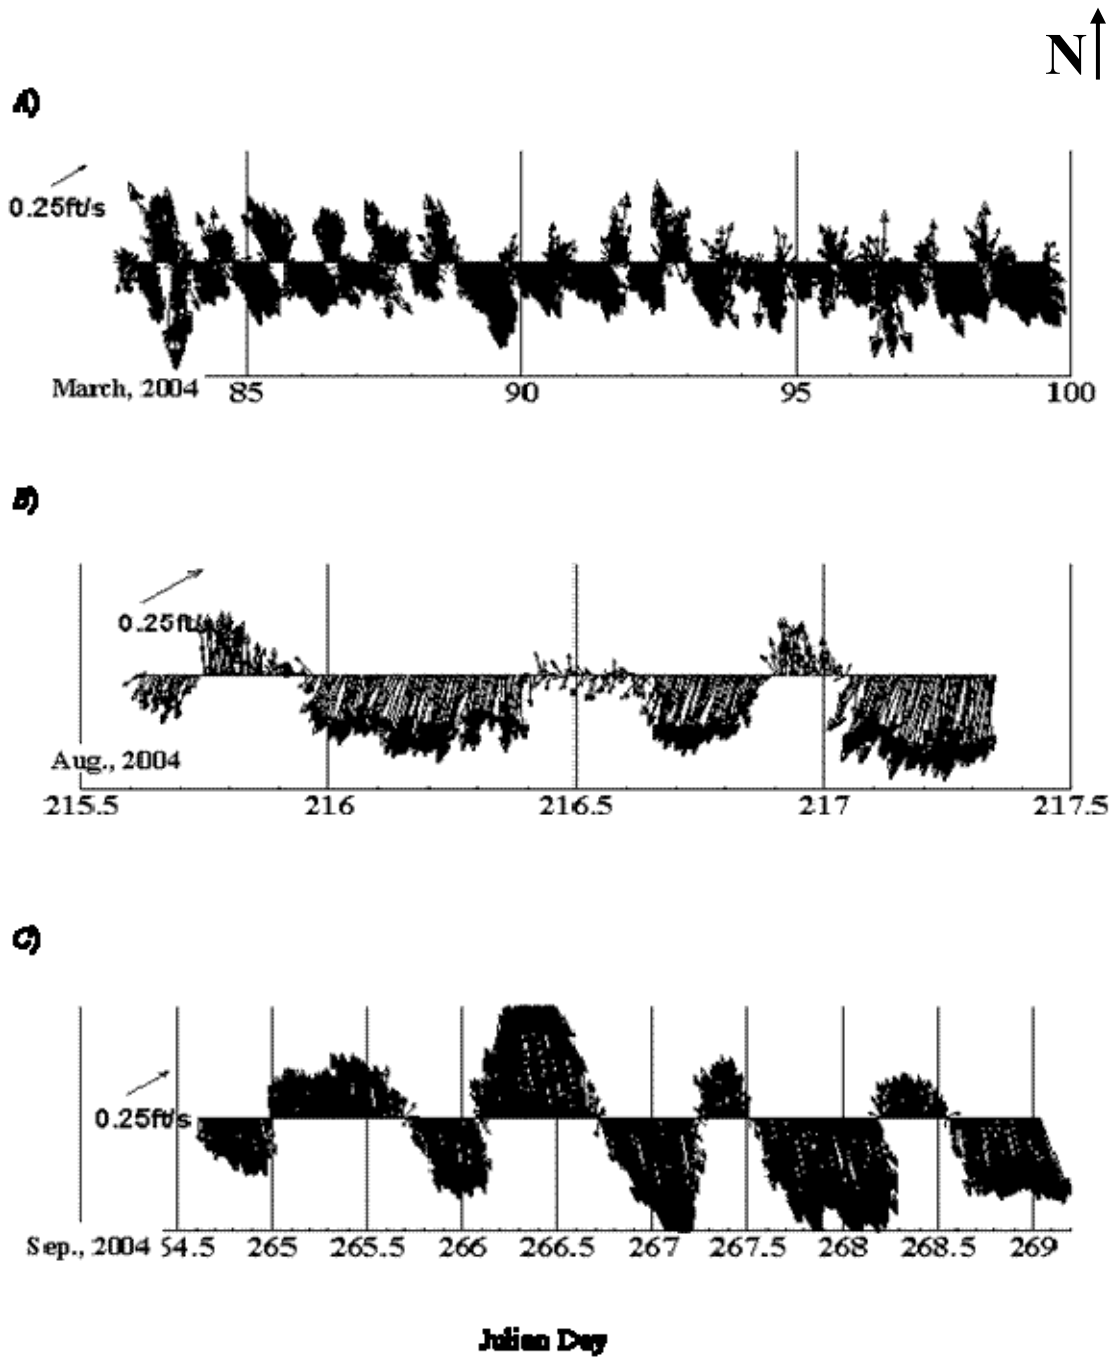 N
A)
0.25ft/s
March, 2004 85 90 95 100
B)
0.25ft/
Aug., 2004
215.5 216 216.5 217 217.5
C)
0.25ft/s
Sep., 2004 54.5 265 265.5 266 266.5 267 267.5 268 268.5 269
Julian Day